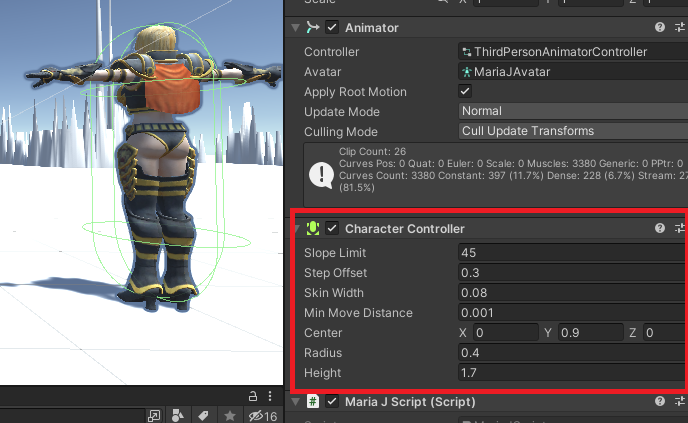 Scale X 1 Y 1 Z 1
Animator
Controller ThirdPersonAnimatorController
Avatar MariaJAvatar
Apply Root Motion
Update Mode Normal
Culling Mode Cull Update Transforms
Clip Count: 26
Curves Pos: 0 Quat: 0 Euler: 0 Scale: 0 Muscles: 3380 Generic: 0 PPtr: 0
Curves Count: 3380 Constant: 397 (11.7%) Dense: 228 (6.7%) Stream: 27
(81.5%)
Character Controller
Slope Limit 45
Step Offset 0.3
Skin Width 0.08
Min Move Distance 0.001
Center X 0 Y 0.9 Z 0
Radius 0.4
Height 1.7
16
# Maria J Script (Script)